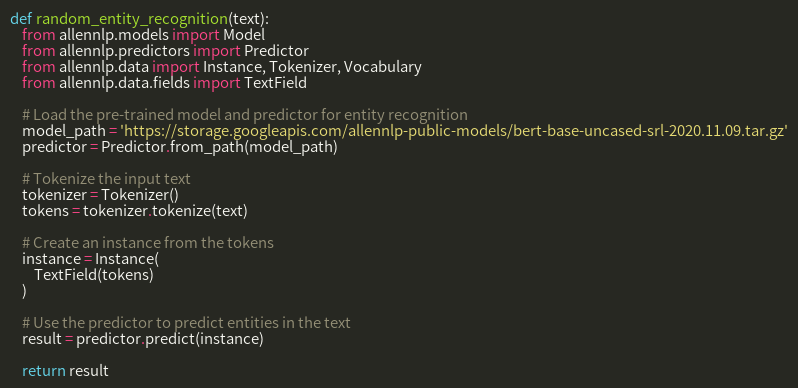 def random_entity_recognition(text):
    from allennlp.models import Model
    from allennlp.predictors import Predictor
    from allennlp.data import Instance, Tokenizer, Vocabulary
    from allennlp.data.fields import TextField

    # Load the pre-trained model and predictor for entity recognition
    model_path = 'https://storage.googleapis.com/allennlp-public-models/bert-base-uncased-srl-2020.11.09.tar.gz'
    predictor = Predictor.from_path(model_path)

    # Tokenize the input text
    tokenizer = Tokenizer()
    tokens = tokenizer.tokenize(text)

    # Create an instance from the tokens
    instance = Instance(
        TextField(tokens)
    )

    # Use the predictor to predict entities in the text
    result = predictor.predict(instance)

    return result